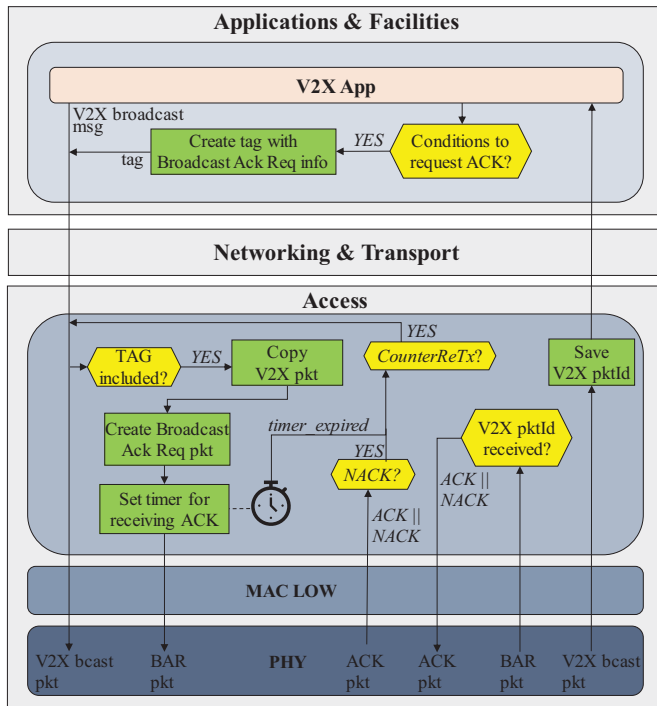 Applications & Facilities
V2X App
V2X broadcast
msg
tag
Create tag with
Broadcast Ack Req info
YES
Conditions to
request ACK?
Networking & Transport
Access
YES
TAG
included?
YES
Copy
V2X pkt
CounterReTx?
Save
V2X pktId
Create Broadcast
Ack Req pkt
timer_expired
YES
V2X pktId
received?
NACK?
Set timer for
receiving ACK
ACK ||
NACK
ACK ||
NACK
MAC LOW
V2X bcast
pkt
BAR
pkt
PHY
ACK
pkt
ACK
pkt
BAR
pkt
V2X bcast
pkt